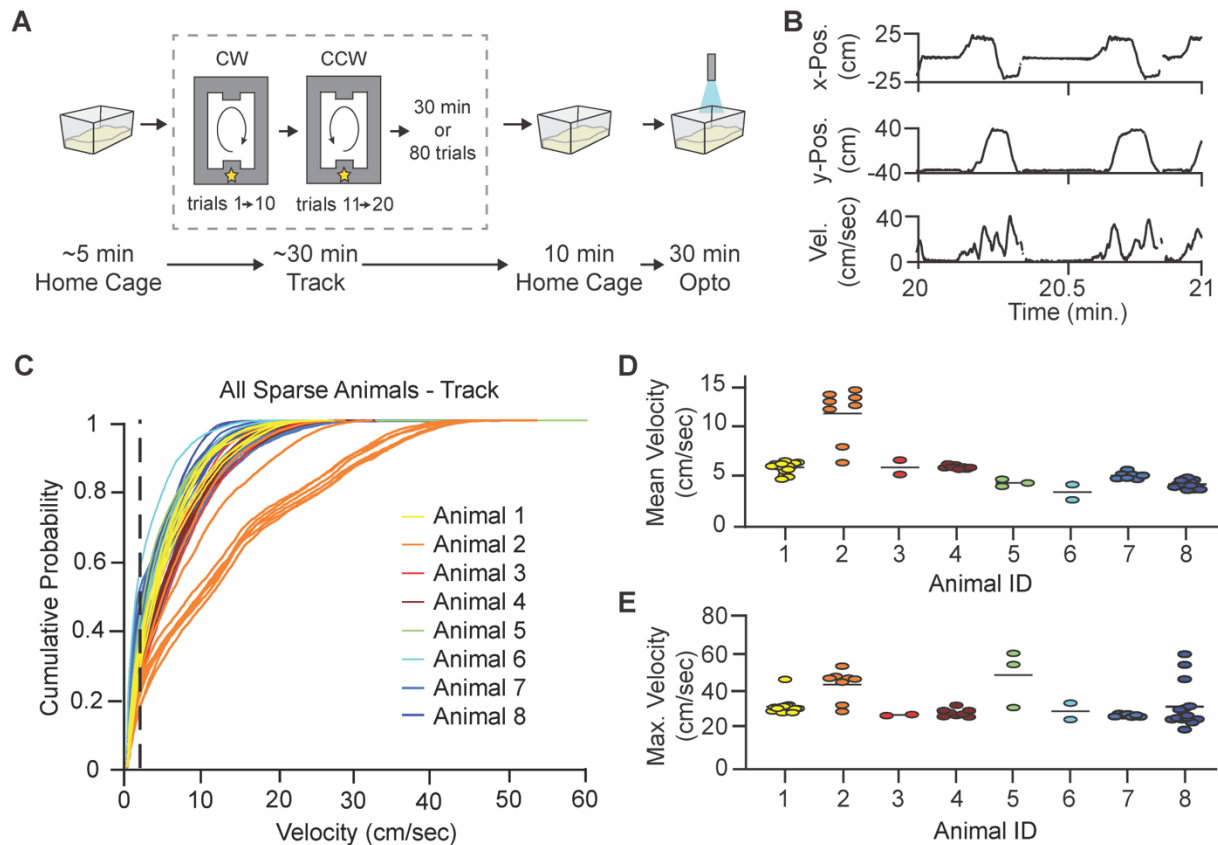 A
CW
CCW
30 min
or
80 trials
trials 1→10
trials 11→20
~5 min
Home Cage
~30 min
Track
10 min
Home Cage
30 min
Opto
B
x-Pos.
(cm)
25
-25
y-Pos.
(cm)
40
-40
Vel.
(cm/sec)
40
0
20
20.5
21
Time (min.)
C
All Sparse Animals - Track
Cumulative Probability
1
0.8
0.6
0.4
0.2
0
0
10
20
30
40
50
60
Velocity (cm/sec)
Animal 1
Animal 2
Animal 3
Animal 4
Animal 5
Animal 6
Animal 7
Animal 8
D
Mean Velocity
(cm/sec)
15
10
5
0
1
2
3
4
5
6
7
8
Animal ID
E
Max. Velocity
(cm/sec)
80
60
40
20
0
1
2
3
4
5
6
7
8
Animal ID